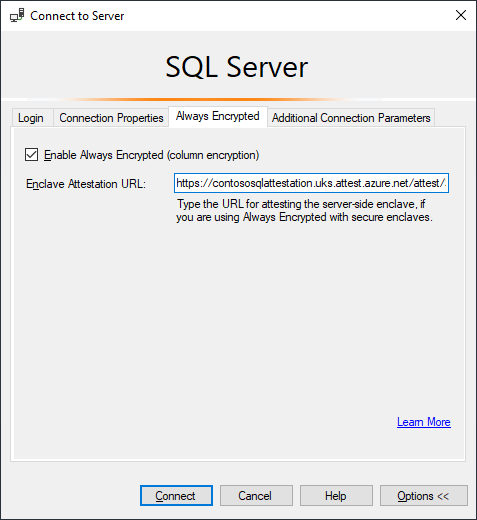 Connect to Server
SQL Server
Login Connection Properties Always Encrypted Additional Connection Parameters
Enable Always Encrypted (column encryption)
Enclave Attestation URL: https://contososqlattestation.uks.attest.azure.net/attest/
Type the URL for attesting the server-side enclave, if
you are using Always Encrypted with secure enclaves.
Learn More
Connect Cancel Help Options <<